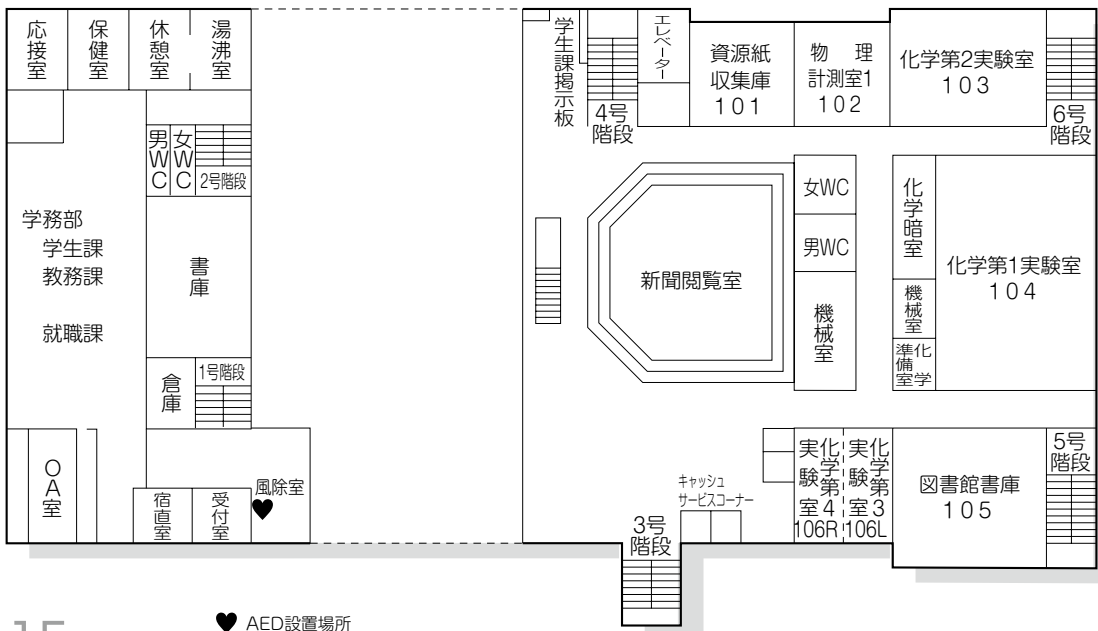 応接室
保健室
休憩室
湯沸室
学生課掲示板
4号
階段
エレベーター
資源紙
収集庫
101
物　理
計測室1
102
化学第2実験室
103
6号
階段
男WC
女WC
2号階段
学務部
学生課
教務課
就職課
書庫
倉庫
1号階段
新聞閲覧室
女WC
男WC
機械室
化学暗室
機械室
化学
準備室
化学第1実験室
104
OA室
宿直室
受付室
風除室
3号
階段
キャッシュ
サービスコーナー
化学第4
実験室
106R
化学第3
実験室
106L
図書館書庫
105
5号
階段
♥ AED設置場所